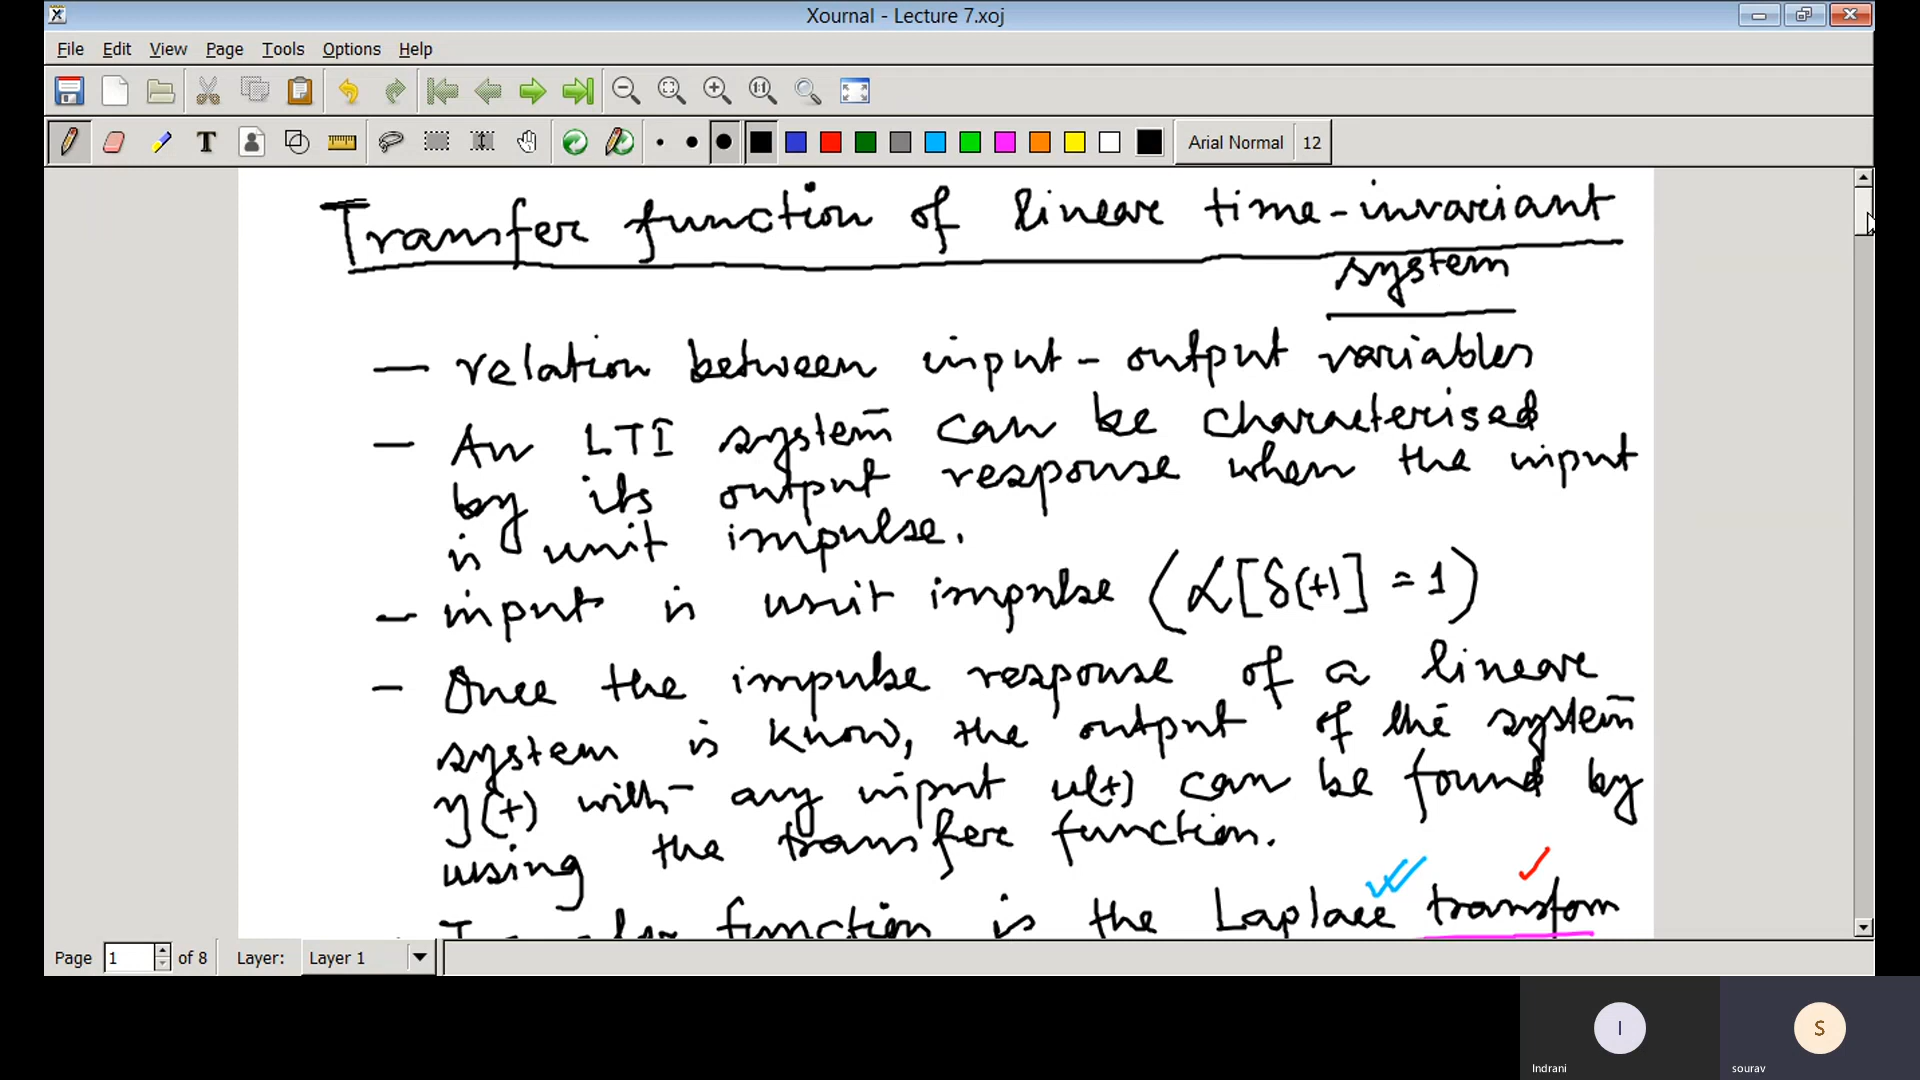 Xournal - Lecture 7.xoj
File Edit View Page Tools Options Help
Arial Normal 12
Transfer function of linear time-invariant
system
— relation between input - output variables
— An LTI system can be characterised
by its output response when the input
is unit impulse.
— input is unit impulse (ℒ[δ(t)] = 1)
— Once the impulse response of a linear
system is know, the output of the system
y(t) with any input u(t) can be found by
using the transfer function.
function is the Laplace transfom
Page 1 of 8 Layer: Layer 1
I S
Indrani sourav